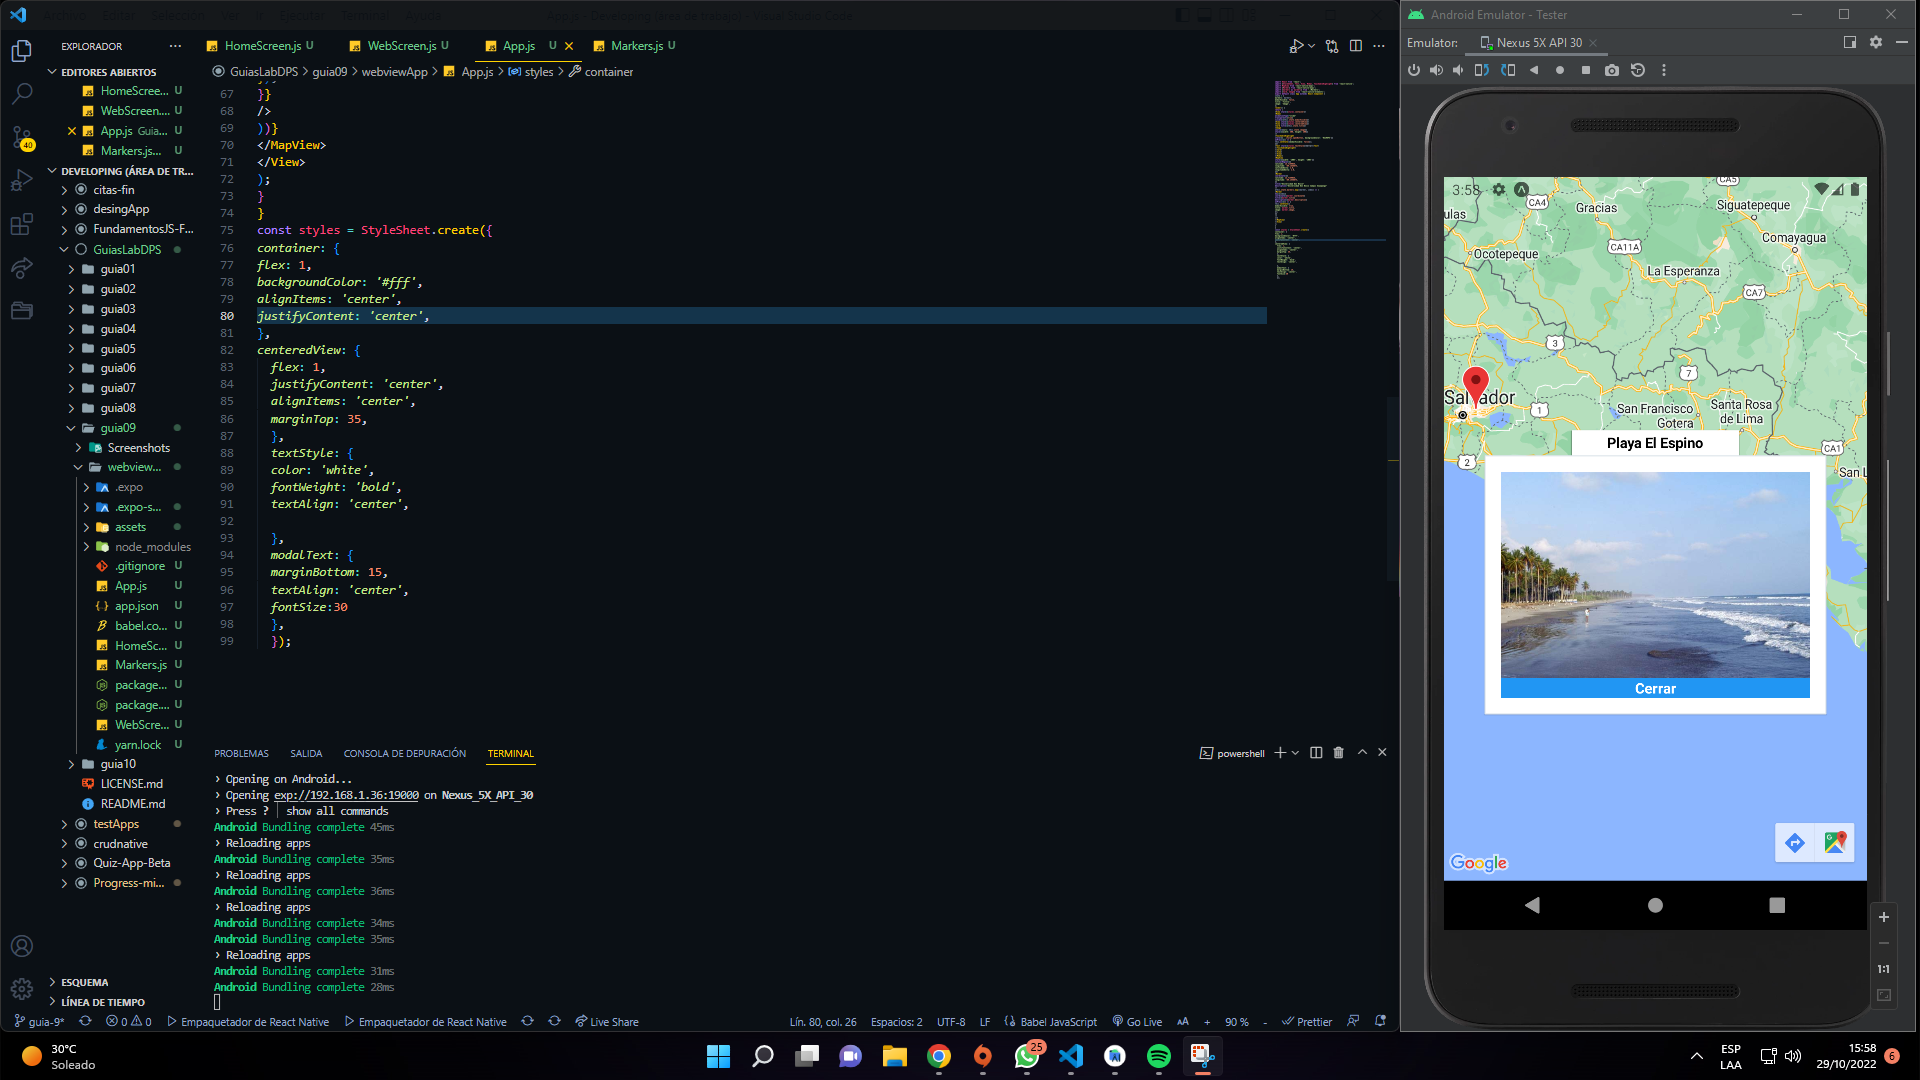 EXPLORADOR
EDITORES ABIERTOS
HomeScree... U
WebScreen... U
App.js Guia... U
Markers.js... U
DEVELOPING (ÁREA DE TR...
citas-fin
desingApp
FundamentosJS-F...
GuiasLabDPS
guia01
guia02
guia03
guia04
guia05
guia06
guia07
guia08
guia09
Screenshots
webview...
.expo
.expo-s...
assets
node_modules
.gitignore U
App.js U
app.json U
babel.co... U
HomeSc... U
Markers.js U
package... U
package.... U
WebScre... U
yarn.lock U
guia10
LICENSE.md
README.md
testApps
crudnative
Quiz-App-Beta
Progress-mi...
ESQUEMA
LÍNEA DE TIEMPO
40
HomeScreen.js U
WebScreen.js U
App.js U
Markers.js U
GuiasLabDPS > guia09 > webviewApp > App.js > styles > container
67 }}
68 />
69 ))}
70 </MapView>
71 </View>
72 );
73 }
74 }
75 const styles = StyleSheet.create({
76 container: {
77 flex: 1,
78 backgroundColor: '#fff',
79 alignItems: 'center',
80 justifyContent: 'center',
81 },
82 centeredView: {
83 flex: 1,
84 justifyContent: 'center',
85 alignItems: 'center',
86 marginTop: 35,
87 },
88 textStyle: {
89 color: 'white',
90 fontWeight: 'bold',
91 textAlign: 'center',
92
93 },
94 modalText: {
95 marginBottom: 15,
96 textAlign: 'center',
97 fontSize:30
98 },
99 });
PROBLEMAS SALIDA CONSOLA DE DEPURACIÓN TERMINAL
powershell
› Opening on Android...
› Opening exp://192.168.1.36:19000 on Nexus_5X_API_30
› Press ? │ show all commands
Android Bundling complete 45ms
› Reloading apps
Android Bundling complete 35ms
› Reloading apps
Android Bundling complete 36ms
› Reloading apps
Android Bundling complete 34ms
Android Bundling complete 35ms
› Reloading apps
Android Bundling complete 31ms
Android Bundling complete 28ms
guia-9*
0 0
Empaquetador de React Native
Empaquetador de React Native
Live Share
Lín. 80, col. 26
Espacios: 2
UTF-8
LF
Babel JavaScript
Go Live
90 %
Prettier
Android Emulator - Tester
Emulator: Nexus 5X API 30
3:58
CA5
CA4
Gracias
Siguatepeque
ulas
CA11A
Comayagua
Ocotepeque
La Esperanza
CA7
3
7
Salvador
1
San Francisco Gotera
Santa Rosa de Lima
CA1
2
San L
Playa El Espino
Cerrar
Google
1:1
30°C
Soleado
25
ESP
LAA
15:58
29/10/2022
6